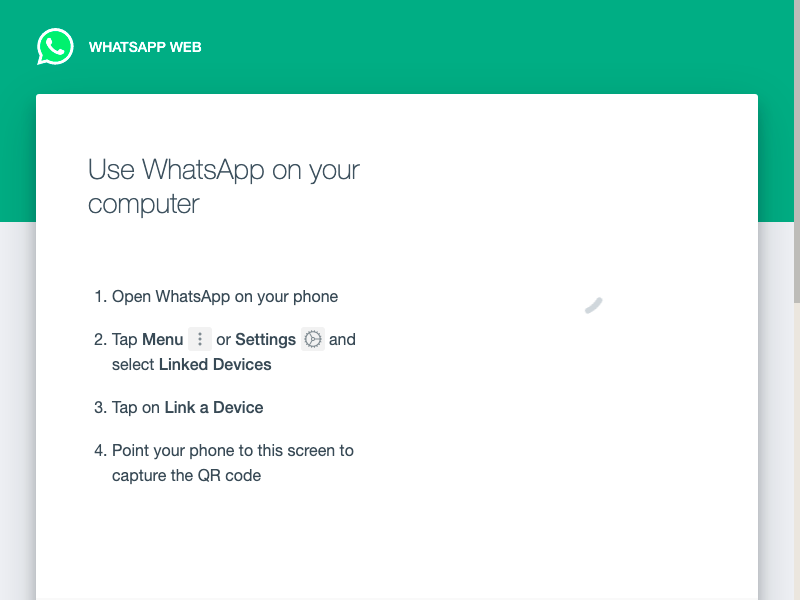 WHATSAPP WEB
Use WhatsApp on your
computer
1. Open WhatsApp on your phone
2. Tap Menu or Settings and
select Linked Devices
3. Tap on Link a Device
4. Point your phone to this screen to
capture the QR code